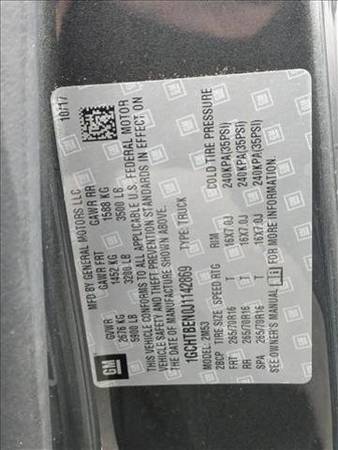 MFD BY GENERAL MOTORS LLC 10/17
GVWR GAWR FRT GAWR RR
2676 KG 1452 KG 1588 KG
5900 LB 3200 LB 3500 LB
THIS VEHICLE CONFORMS TO ALL APPLICABLE U.S. FEDERAL MOTOR
VEHICLE SAFETY AND THEFT PREVENTION STANDARDS IN EFFECT ON
THE DATE OF MANUFACTURE SHOWN ABOVE.
1GCHTBEN0J1142869 TYPE: TRUCK
MODEL: 2M53
2BCP TIRE SIZE SPEED RTG RIM COLD TIRE PRESSURE
FRT 265/70R16 T 16X7.0J 240KPA(35PSI)
RR 265/70R16 T 16X7.0J 240KPA(35PSI)
SPA 265/70R16 T 16X7.0J 240KPA(35PSI)
SEE OWNER'S MANUAL FOR MORE INFORMATION.
GM